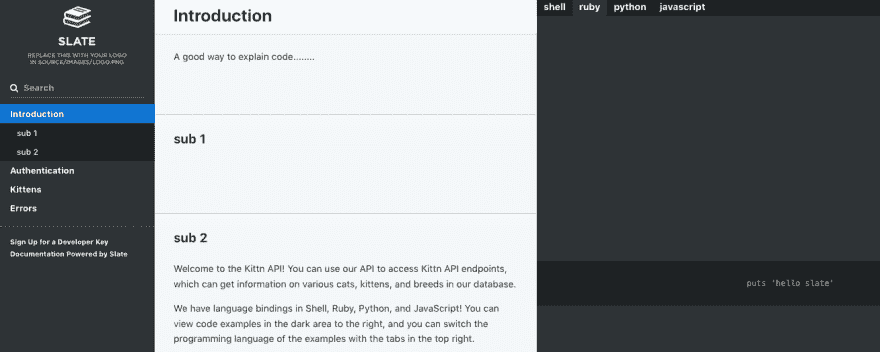 SLATE
REPLACE THIS WITH YOUR LOGO
IN SOURCE/IMAGES/LOGO.PNG
Search
Introduction
sub 1
sub 2
Authentication
Kittens
Errors
Sign Up for a Developer Key
Documentation Powered by Slate
Introduction
A good way to explain code........
sub 1
sub 2
Welcome to the Kittn API! You can use our API to access Kittn API endpoints,
which can get information on various cats, kittens, and breeds in our database.
We have language bindings in Shell, Ruby, Python, and JavaScript! You can
view code examples in the dark area to the right, and you can switch the
programming language of the examples with the tabs in the top right.
shell ruby python javascript
puts 'hello slate'